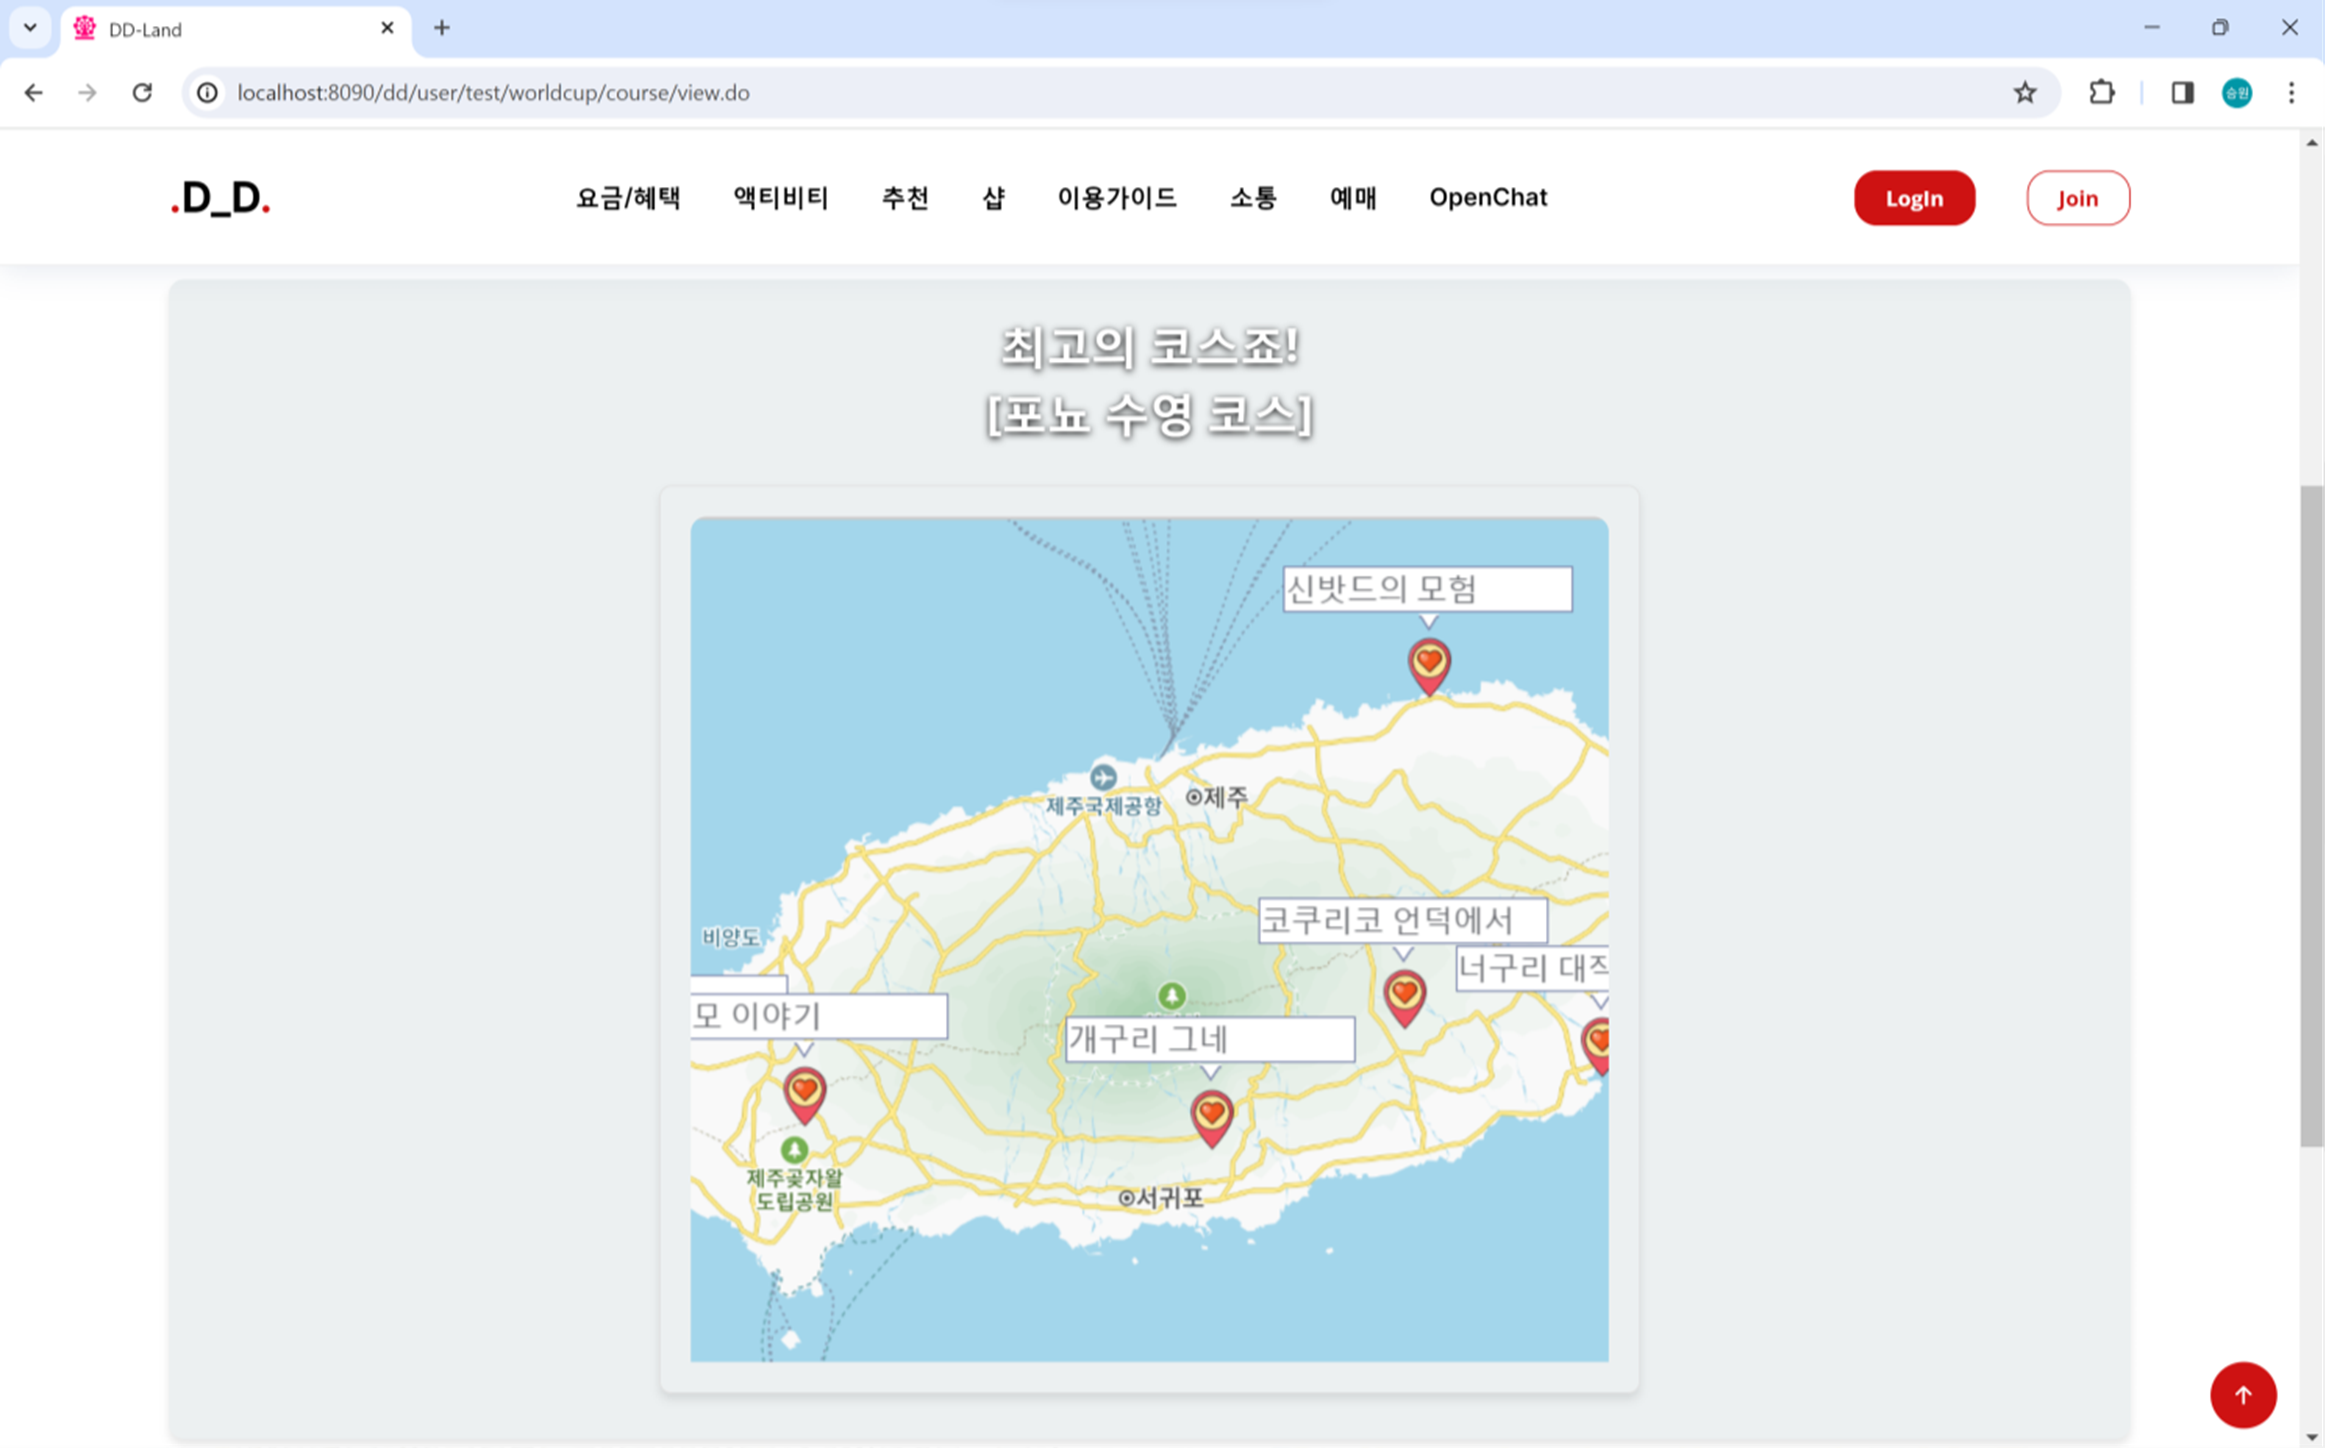 DD-Land
localhost:8090/dd/user/test/worldcup/course/view.do
승원
.D_D.
요금/혜택 액티비티 추천 샵 이용가이드 소통 예매 OpenChat
LogIn
Join
최고의 코스죠!
[포뇨 수영 코스]
신밧드의 모험
제주국제공항
제주
코쿠리코 언덕에서
비양도
너구리 대작
모 이야기
개구리 그네
제주곶자왈
도립공원
서귀포